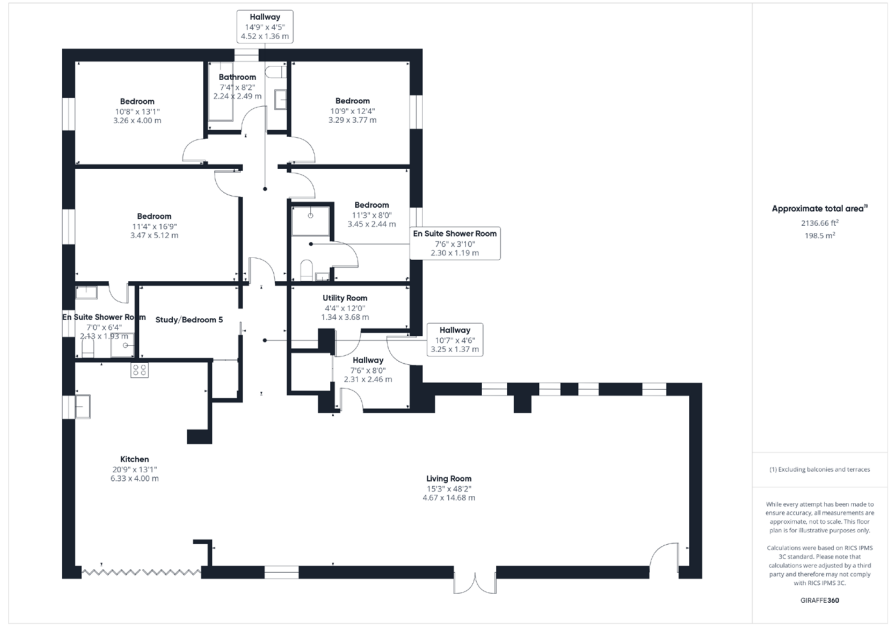 Hallway
14'9" x 4'5"
4.52 x 1.36 m
Bedroom
10'8" x 13'1"
3.26 x 4.00 m
Bathroom
7'4" x 8'2"
2.24 x 2.49 m
Bedroom
10'9" x 12'4"
3.29 x 3.77 m
Bedroom
11'4" x 16'9"
3.47 x 5.12 m
Bedroom
11'3" x 8'0"
3.45 x 2.44 m
En Suite Shower Room
7'6" x 3'10"
2.30 x 1.19 m
En Suite Shower Room
7'0" x 6'4"
2.13 x 1.93 m
Study/Bedroom 5
Utility Room
4'4" x 12'0"
1.34 x 3.68 m
Hallway
10'7" x 4'6"
3.25 x 1.37 m
Hallway
7'6" x 8'0"
2.31 x 2.46 m
Kitchen
20'9" x 13'1"
6.33 x 4.00 m
Living Room
15'3" x 48'2"
4.67 x 14.68 m
Approximate total area⁽¹⁾
2136.66 ft²
198.5 m²
(1) Excluding balconies and terraces
While every attempt has been made to
ensure accuracy, all measurements are
approximate, not to scale. This floor
plan is for illustrative purposes only.
Calculations were based on RICS IPMS
3C standard. Please note that
calculations were adjusted by a third
party and therefore may not comply
with RICS IPMS 3C.
GIRAFFE360